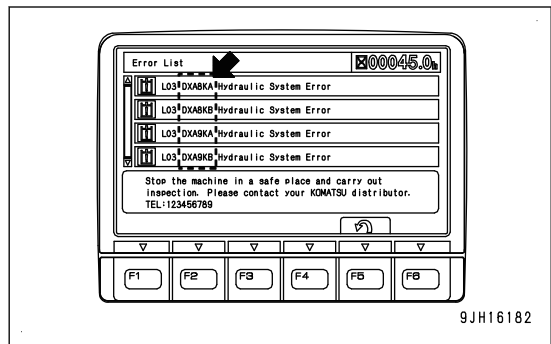 Error List 00045.0h
L03 DXA8KA Hydraulic System Error
L03 DXA8KB Hydraulic System Error
L03 DXA9KA Hydraulic System Error
L03 DXA9KB Hydraulic System Error
Stop the machine in a safe place and carry out
inspection. Please contact your KOMATSU distributor.
TEL:123456789
F1 F2 F3 F4 F5 F6
9JH16182